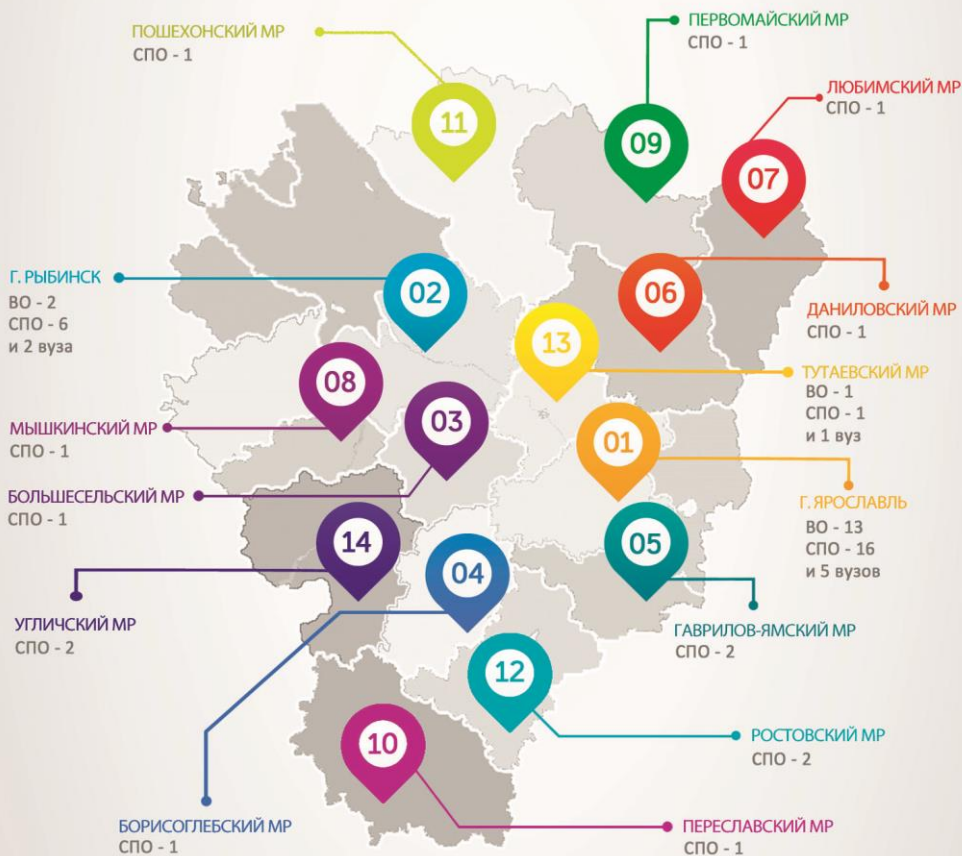 ПОШЕХОНСКИЙ МР
СПО - 1
ПЕРВОМАЙСКИЙ МР
СПО - 1
ЛЮБИМСКИЙ МР
СПО - 1
11
09
07
Г. РЫБИНСК
ВО - 2
СПО - 6
и 2 вуза
02
06
ДАНИЛОВСКИЙ МР
СПО - 1
13
ТУТАЕВСКИЙ МР
ВО - 1
СПО - 1
и 1 вуз
08
МЫШКИНСКИЙ МР
СПО - 1
03
01
БОЛЬШЕСЕЛЬСКИЙ МР
СПО - 1
Г. ЯРОСЛАВЛЬ
ВО - 13
СПО - 16
и 5 вузов
14
04
05
УГЛИЧСКИЙ МР
СПО - 2
ГАВРИЛОВ-ЯМСКИЙ МР
СПО - 2
12
10
РОСТОВСКИЙ МР
СПО - 2
БОРИСОГЛЕБСКИЙ МР
СПО - 1
ПЕРЕСЛАВСКИЙ МР
СПО - 1